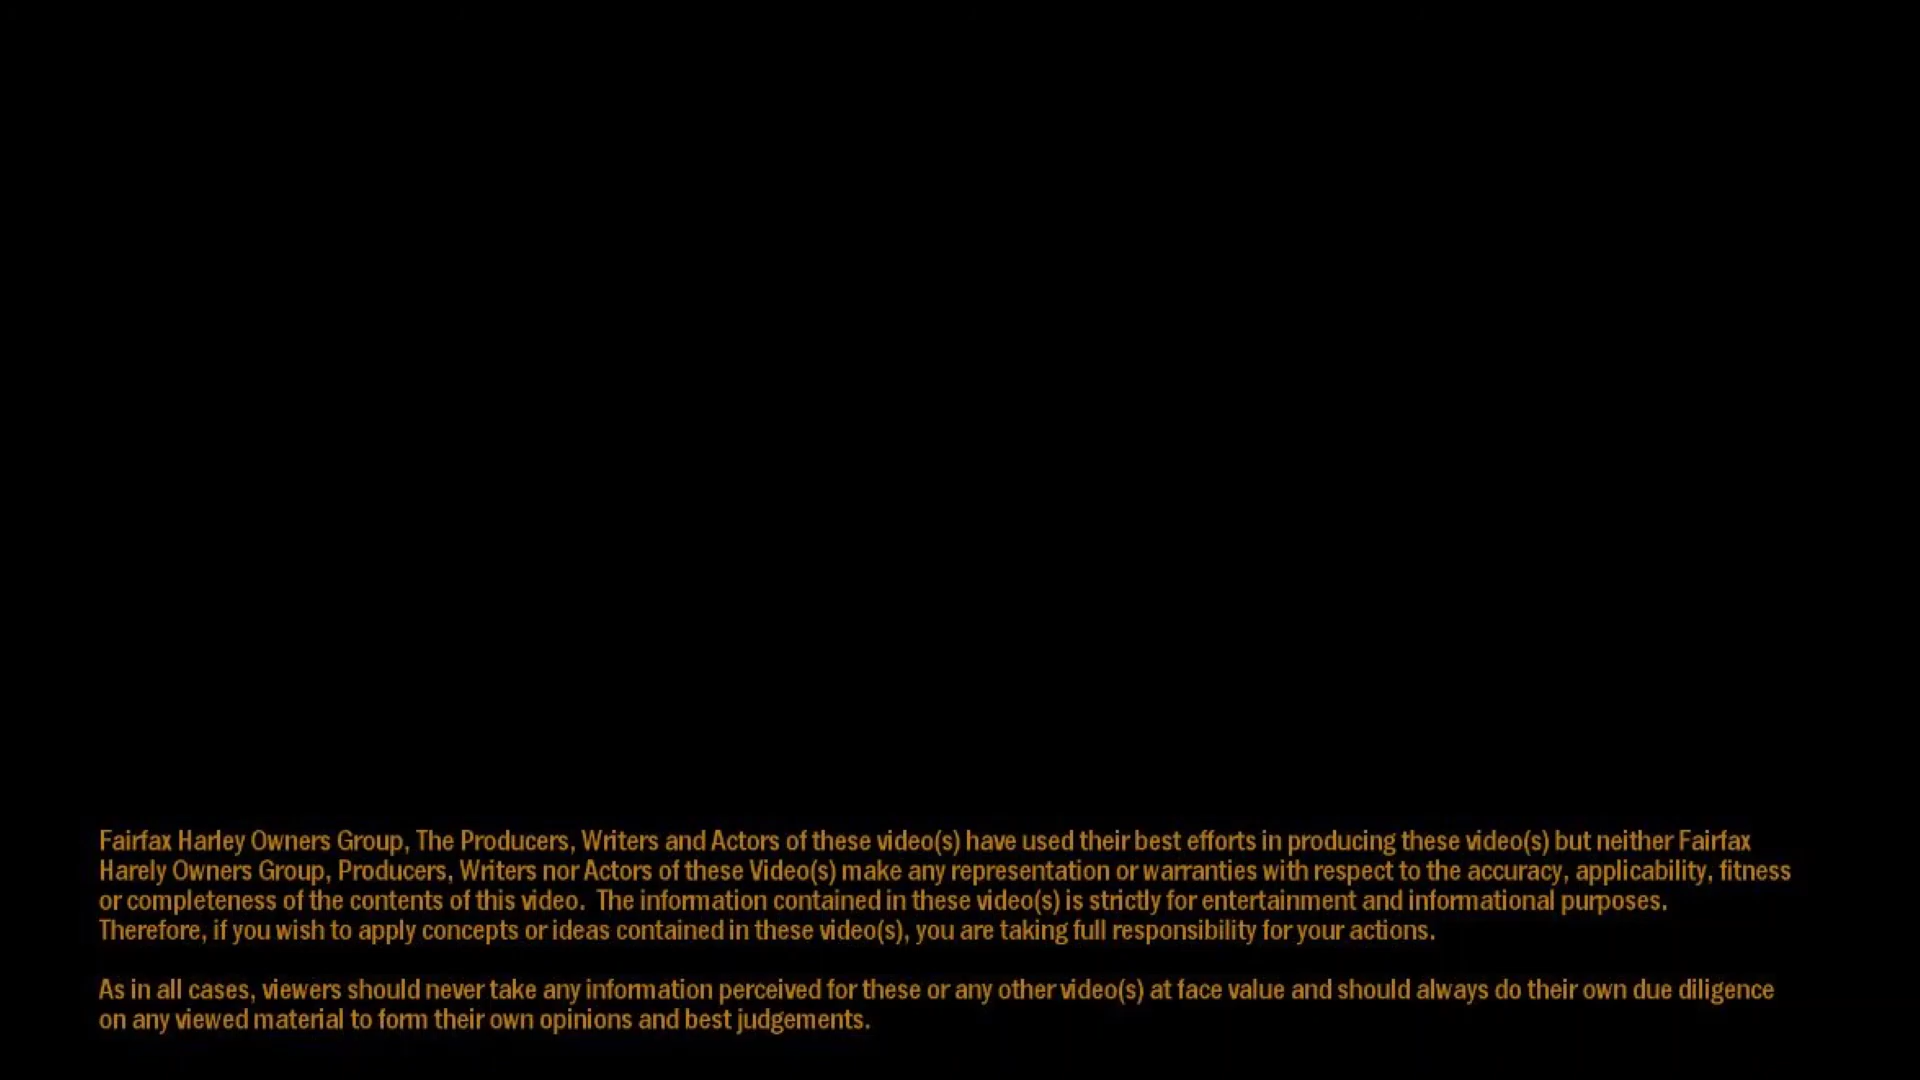 Fairfax Harley Owners Group, The Producers, Writers and Actors of these video(s) have used their best efforts in producing these video(s) but neither Fairfax
Harely Owners Group, Producers, Writers nor Actors of these Video(s) make any representation or warranties with respect to the accuracy, applicability, fitness
or completeness of the contents of this video.  The information contained in these video(s) is strictly for entertainment and informational purposes.
Therefore, if you wish to apply concepts or ideas contained in these video(s), you are taking full responsibility for your actions.
As in all cases, viewers should never take any information perceived for these or any other video(s) at face value and should always do their own due diligence
on any viewed material to form their own opinions and best judgements.